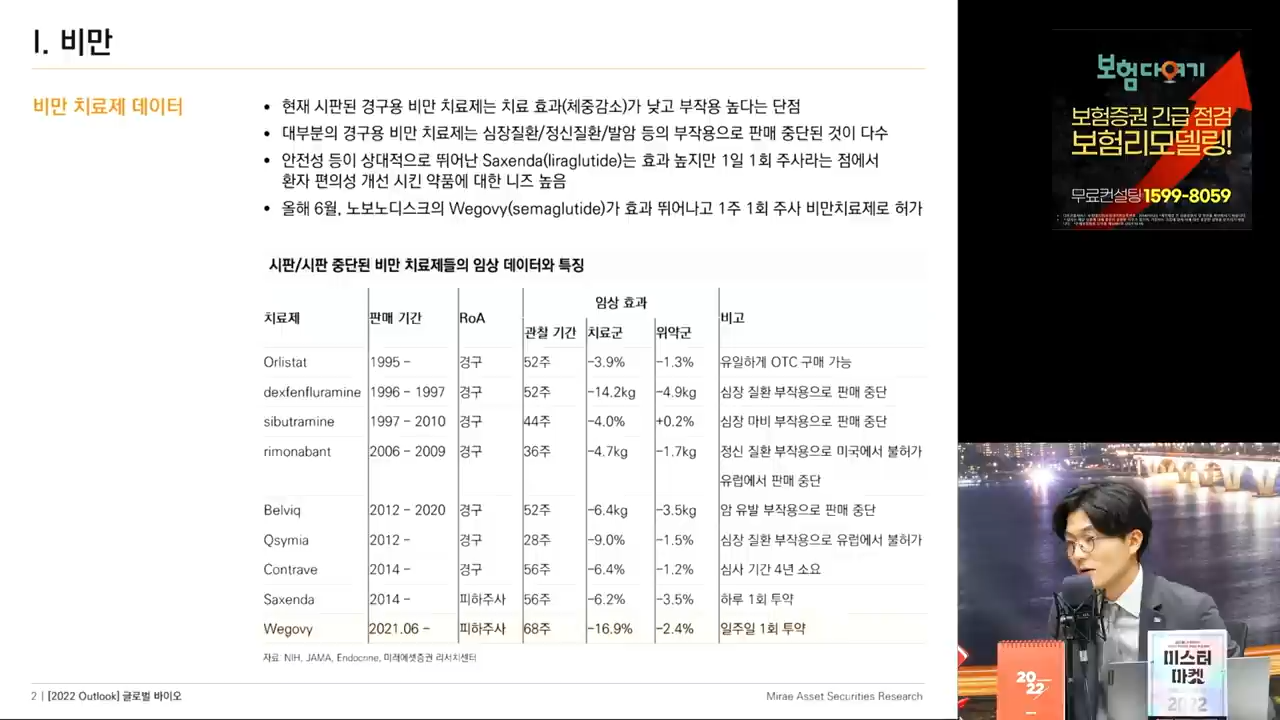 I. 비만
비만 치료제 데이터
• 현재 시판된 경구용 비만 치료제는 치료 효과(체중감소)가 낮고 부작용 높다는 단점
• 대부분의 경구용 비만 치료제는 심장질환/정신질환/발암 등의 부작용으로 판매 중단된 것이 다수
• 안전성 등이 상대적으로 뛰어난 Saxenda(liraglutide)는 효과 높지만 1일 1회 주사라는 점에서
환자 편의성 개선 시킨 약품에 대한 니즈 높음
• 올해 6월, 노보노디스크의 Wegovy(semaglutide)가 효과 뛰어나고 1주 1회 주사 비만치료제로 허가
시판/시판 중단된 비만 치료제들의 임상 데이터와 특징
치료제 판매 기간 RoA 임상 효과 비고
관찰 기간 치료군 위약군
Orlistat 1995 – 경구 52주 -3.9% -1.3% 유일하게 OTC 구매 가능
dexfenfluramine 1996 – 1997 경구 52주 -14.2kg -4.9kg 심장 질환 부작용으로 판매 중단
sibutramine 1997 – 2010 경구 44주 -4.0% +0.2% 심장 마비 부작용으로 판매 중단
rimonabant 2006 – 2009 경구 36주 -4.7kg -1.7kg 정신 질환 부작용으로 미국에서 불허가
유럽에서 판매 중단
Belviq 2012 – 2020 경구 52주 -6.4kg -3.5kg 암 유발 부작용으로 판매 중단
Qsymia 2012 – 경구 28주 -9.0% -1.5% 심장 질환 부작용으로 유럽에서 불허가
Contrave 2014 – 경구 56주 -6.4% -1.2% 심사 기간 4년 소요
Saxenda 2014 – 피하주사 56주 -6.2% -3.5% 하루 1회 투약
Wegovy 2021.06 – 피하주사 68주 -16.9% -2.4% 일주일 1회 투약
자료: NIH, JAMA, Endocrine, 미래에셋증권 리서치센터
2 | [2022 Outlook] 글로벌 바이오
Mirae Asset Securities Research
보험다여기
보험증권 긴급 점검
보험리모델링!
무료컨설팅 1599-8059
20
22
미스터
마켓
2022